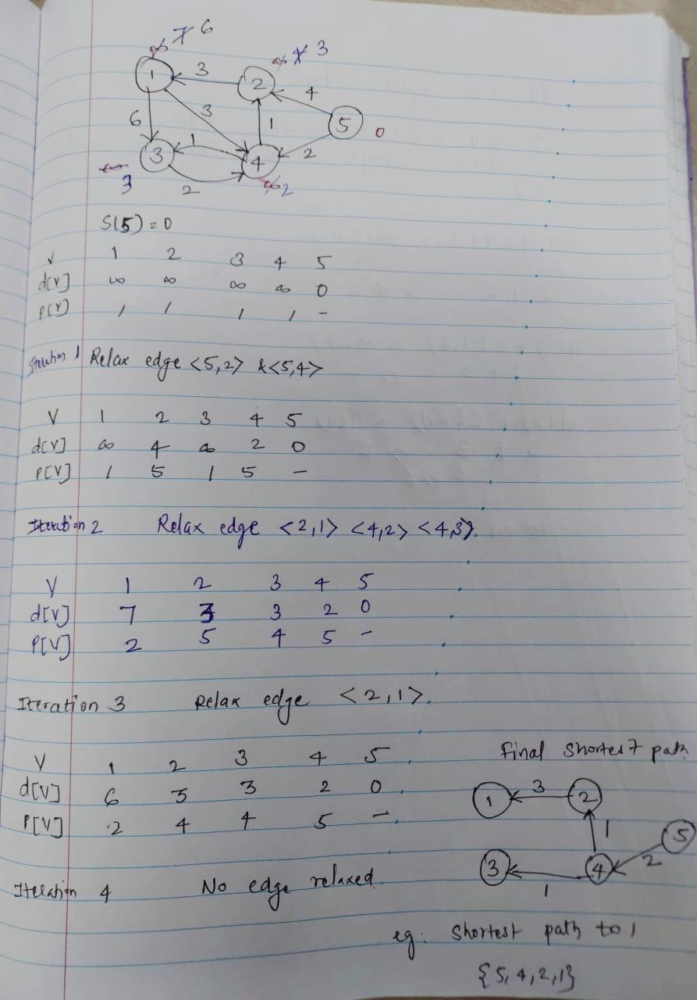 ∞ 7 6
∞ 4 3
1 3 2 4
6 3 1 5 0
3 1 4 2
∞ 3 2 ∞ 2
S(5) = 0
V 1 2 3 4 5
d[V] ∞ ∞ ∞ ∞ 0
P(V) / / / / -
1 Relax edge <5,2> & <5,4>
V 1 2 3 4 5
d[V] ∞ 4 ∞ 2 0
P[V] / 5 / 5 -
Iteration 2 Relax edge <2,1> <4,2> <4,3>.
V 1 2 3 4 5
d[V] 7 3 3 2 0
P[V] 2 5 4 5 -
Iteration 3 Relax edge <2,1>.
V 1 2 3 4 5
d[V] 6 3 3 2 0
P[V] 2 4 4 5 -
Iteration 4 No edge relaxed
Final Shortest path
1 3 2
1 5
3 1 4 2
eg: Shortest path to 1
{5, 4, 2, 1}